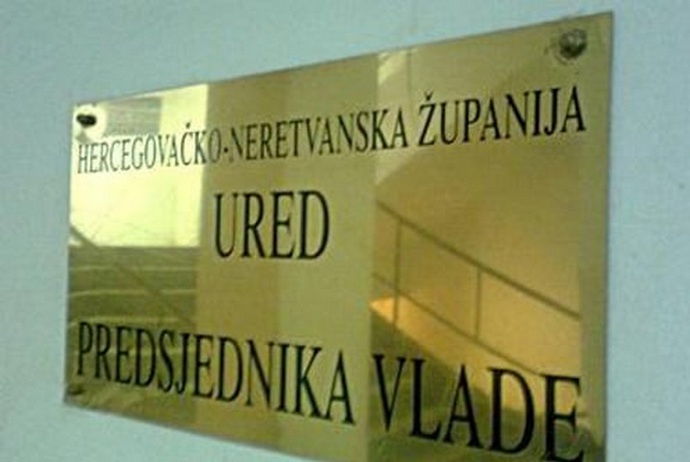 HERCEGOVAČKO-NERETVANSKA ŽUPANIJA
URED
PREDSJEDNIKA VLADE